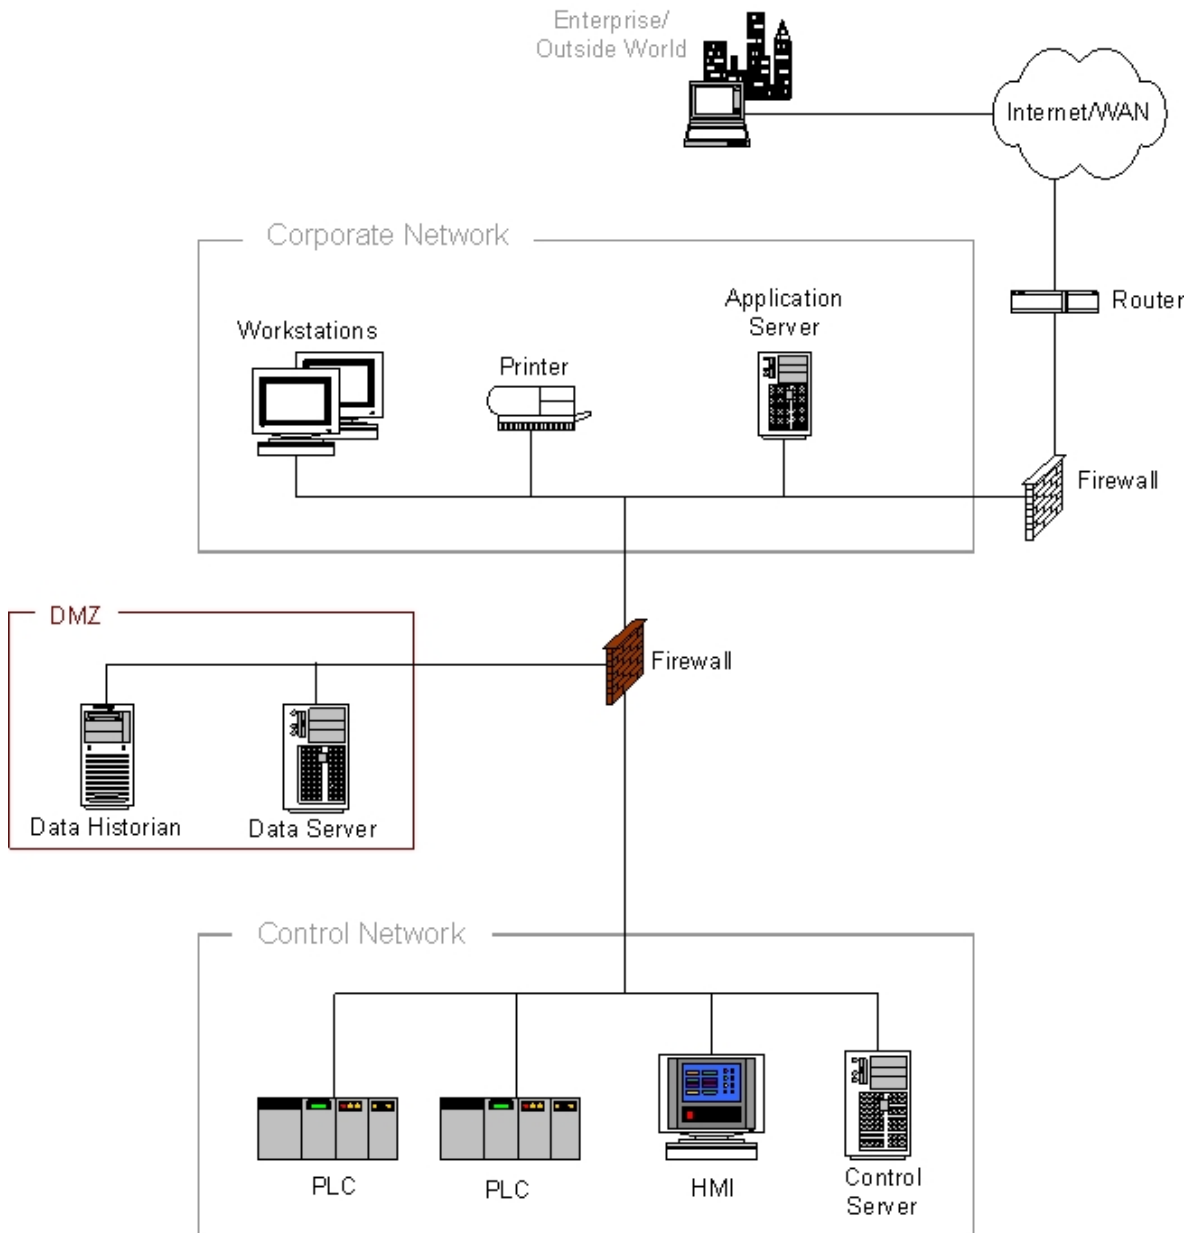 Enterprise/
Outside World
Internet/WAN
Corporate Network
Application
Server
Router
Workstations
Printer
Firewall
DMZ
Firewall
Data Historian
Data Server
Control Network
PLC
PLC
HMI
Control
Server